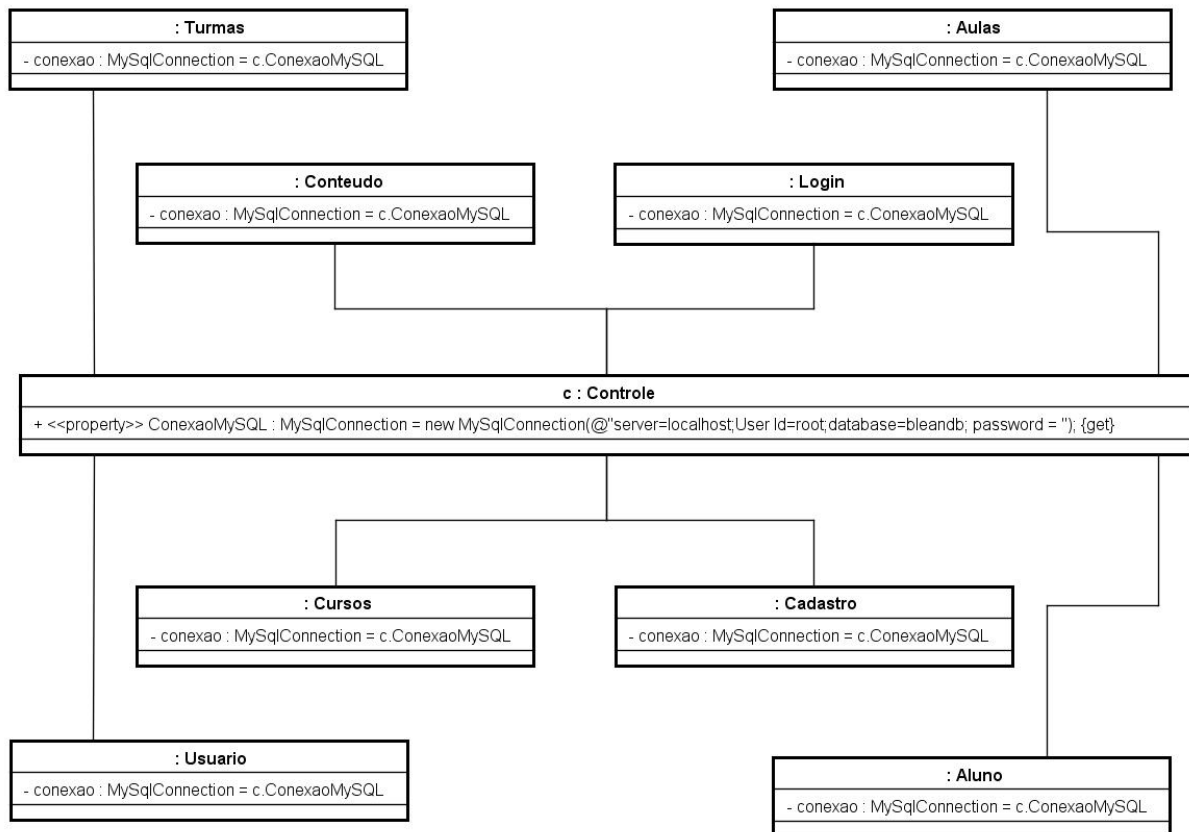 : Turmas
- conexao : MySqlConnection = c.ConexaoMySQL
: Aulas
- conexao : MySqlConnection = c.ConexaoMySQL
: Conteudo
- conexao : MySqlConnection = c.ConexaoMySQL
: Login
- conexao : MySqlConnection = c.ConexaoMySQL
c : Controle
+ <<property>> ConexaoMySQL : MySqlConnection = new MySqlConnection(@"server=localhost;User Id=root;database=bleandb; password = ''); {get}
: Cursos
- conexao : MySqlConnection = c.ConexaoMySQL
: Cadastro
- conexao : MySqlConnection = c.ConexaoMySQL
: Usuario
- conexao : MySqlConnection = c.ConexaoMySQL
: Aluno
- conexao : MySqlConnection = c.ConexaoMySQL